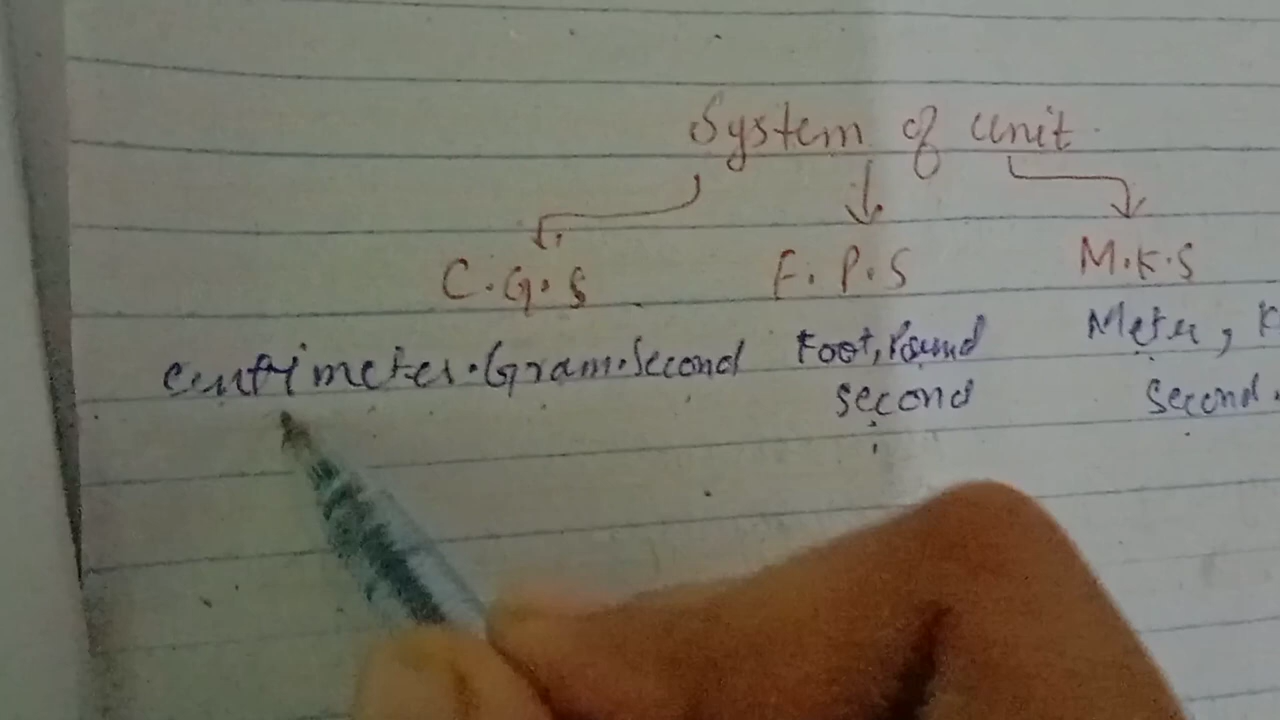 System of unit
C.G.S F.P.S M.K.S
centimeter.Gram.Second Foot, Pound Meter, K
second Second.